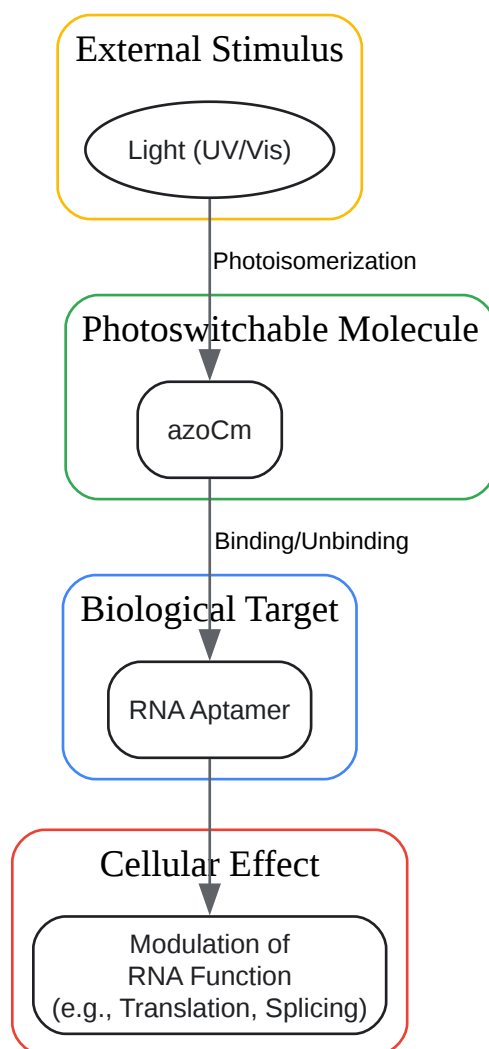 External Stimulus
Light (UV/Vis)
Photoisomerization
Photoswitchable Molecule
azoCm
Binding/Unbinding
Biological Target
RNA Aptamer
Cellular Effect
Modulation of
RNA Function
(e.g., Translation, Splicing)